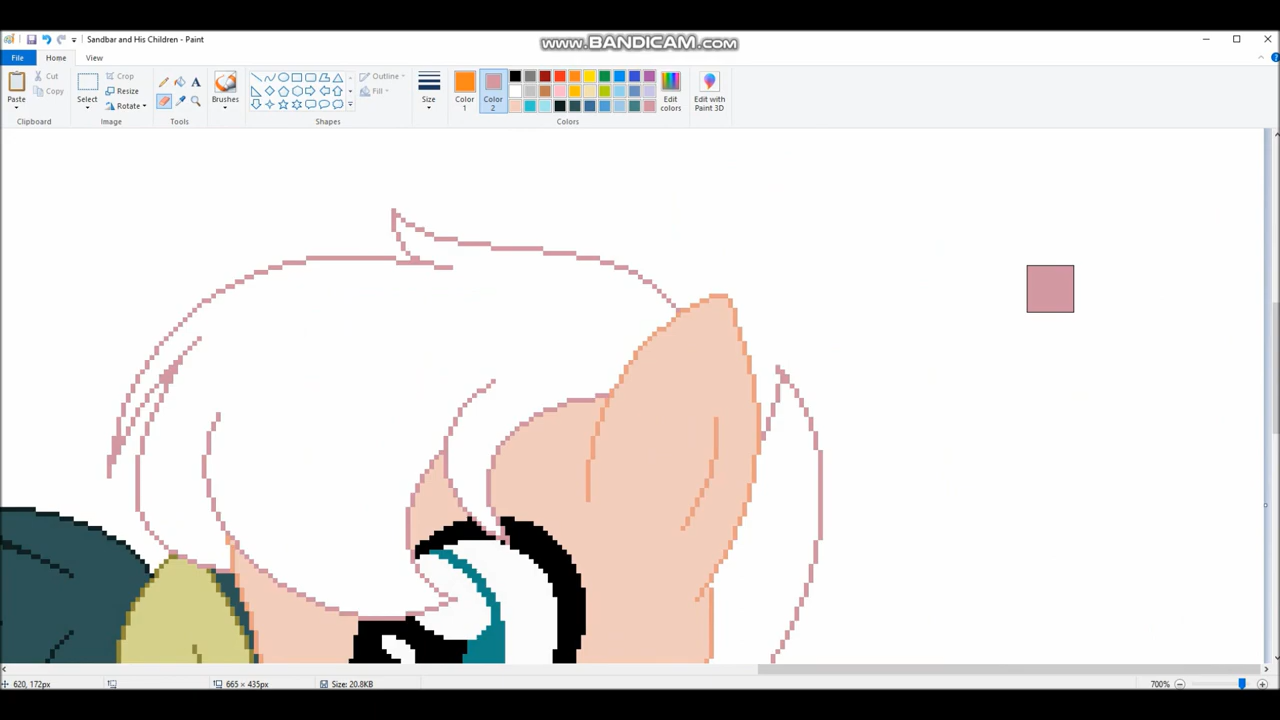 www.BANDICAM.com
Sandbar and His Children - Paint
File
Home
View
Paste
Cut
Copy
Clipboard
Select
Crop
Resize
Rotate
Image
A
Tools
Brushes
Outline
Fill
Shapes
Size
Color 1
Color 2
Edit colors
Colors
Edit with Paint 3D
620, 172px
665 × 435px
Size: 20.8KB
700%